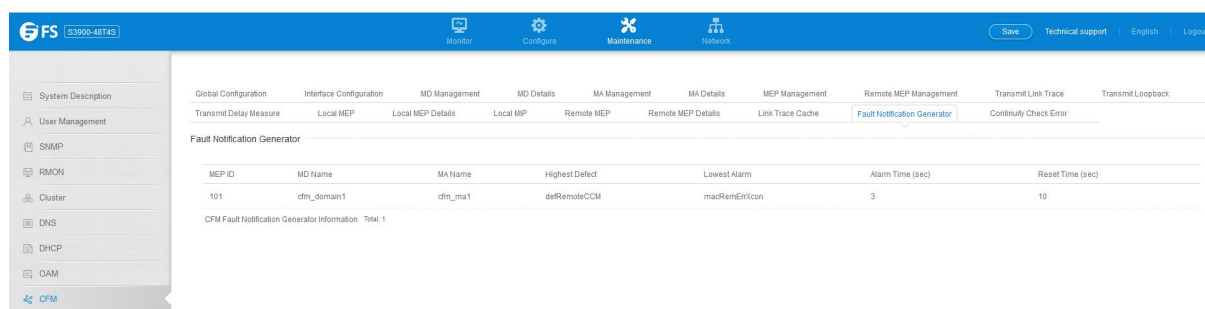 FS S3900-48T4S
Monitor Configure Maintenance Network
Save Technical support English Logou
System Description
User Management
SNMP
RMON
Cluster
DNS
DHCP
OAM
CFM
Global Configuration Interface Configuration MD Management MD Details MA Management MA Details MEP Management Remote MEP Management Transmit Link Trace Transmit Loopback
Transmit Delay Measure Local MEP Local MEP Details Local MIP Remote MEP Remote MEP Details Link Trace Cache Fault Notification Generator Continuity Check Error
Fault Notification Generator
MEP ID MD Name MA Name Highest Defect Lowest Alarm Alarm Time (sec) Reset Time (sec)
101 cfm_domain1 cfm_ma1 defRemoteCCM macRemErrXcon 3 10
CFM Fault Notification Generator Information Total: 1